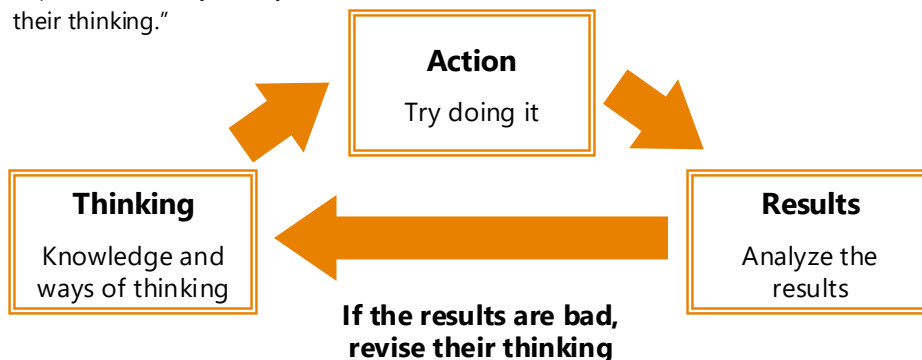 their thinking.”
Action
Try doing it
Thinking
Knowledge and
ways of thinking
Results
Analyze the
results
If the results are bad,
revise their thinking